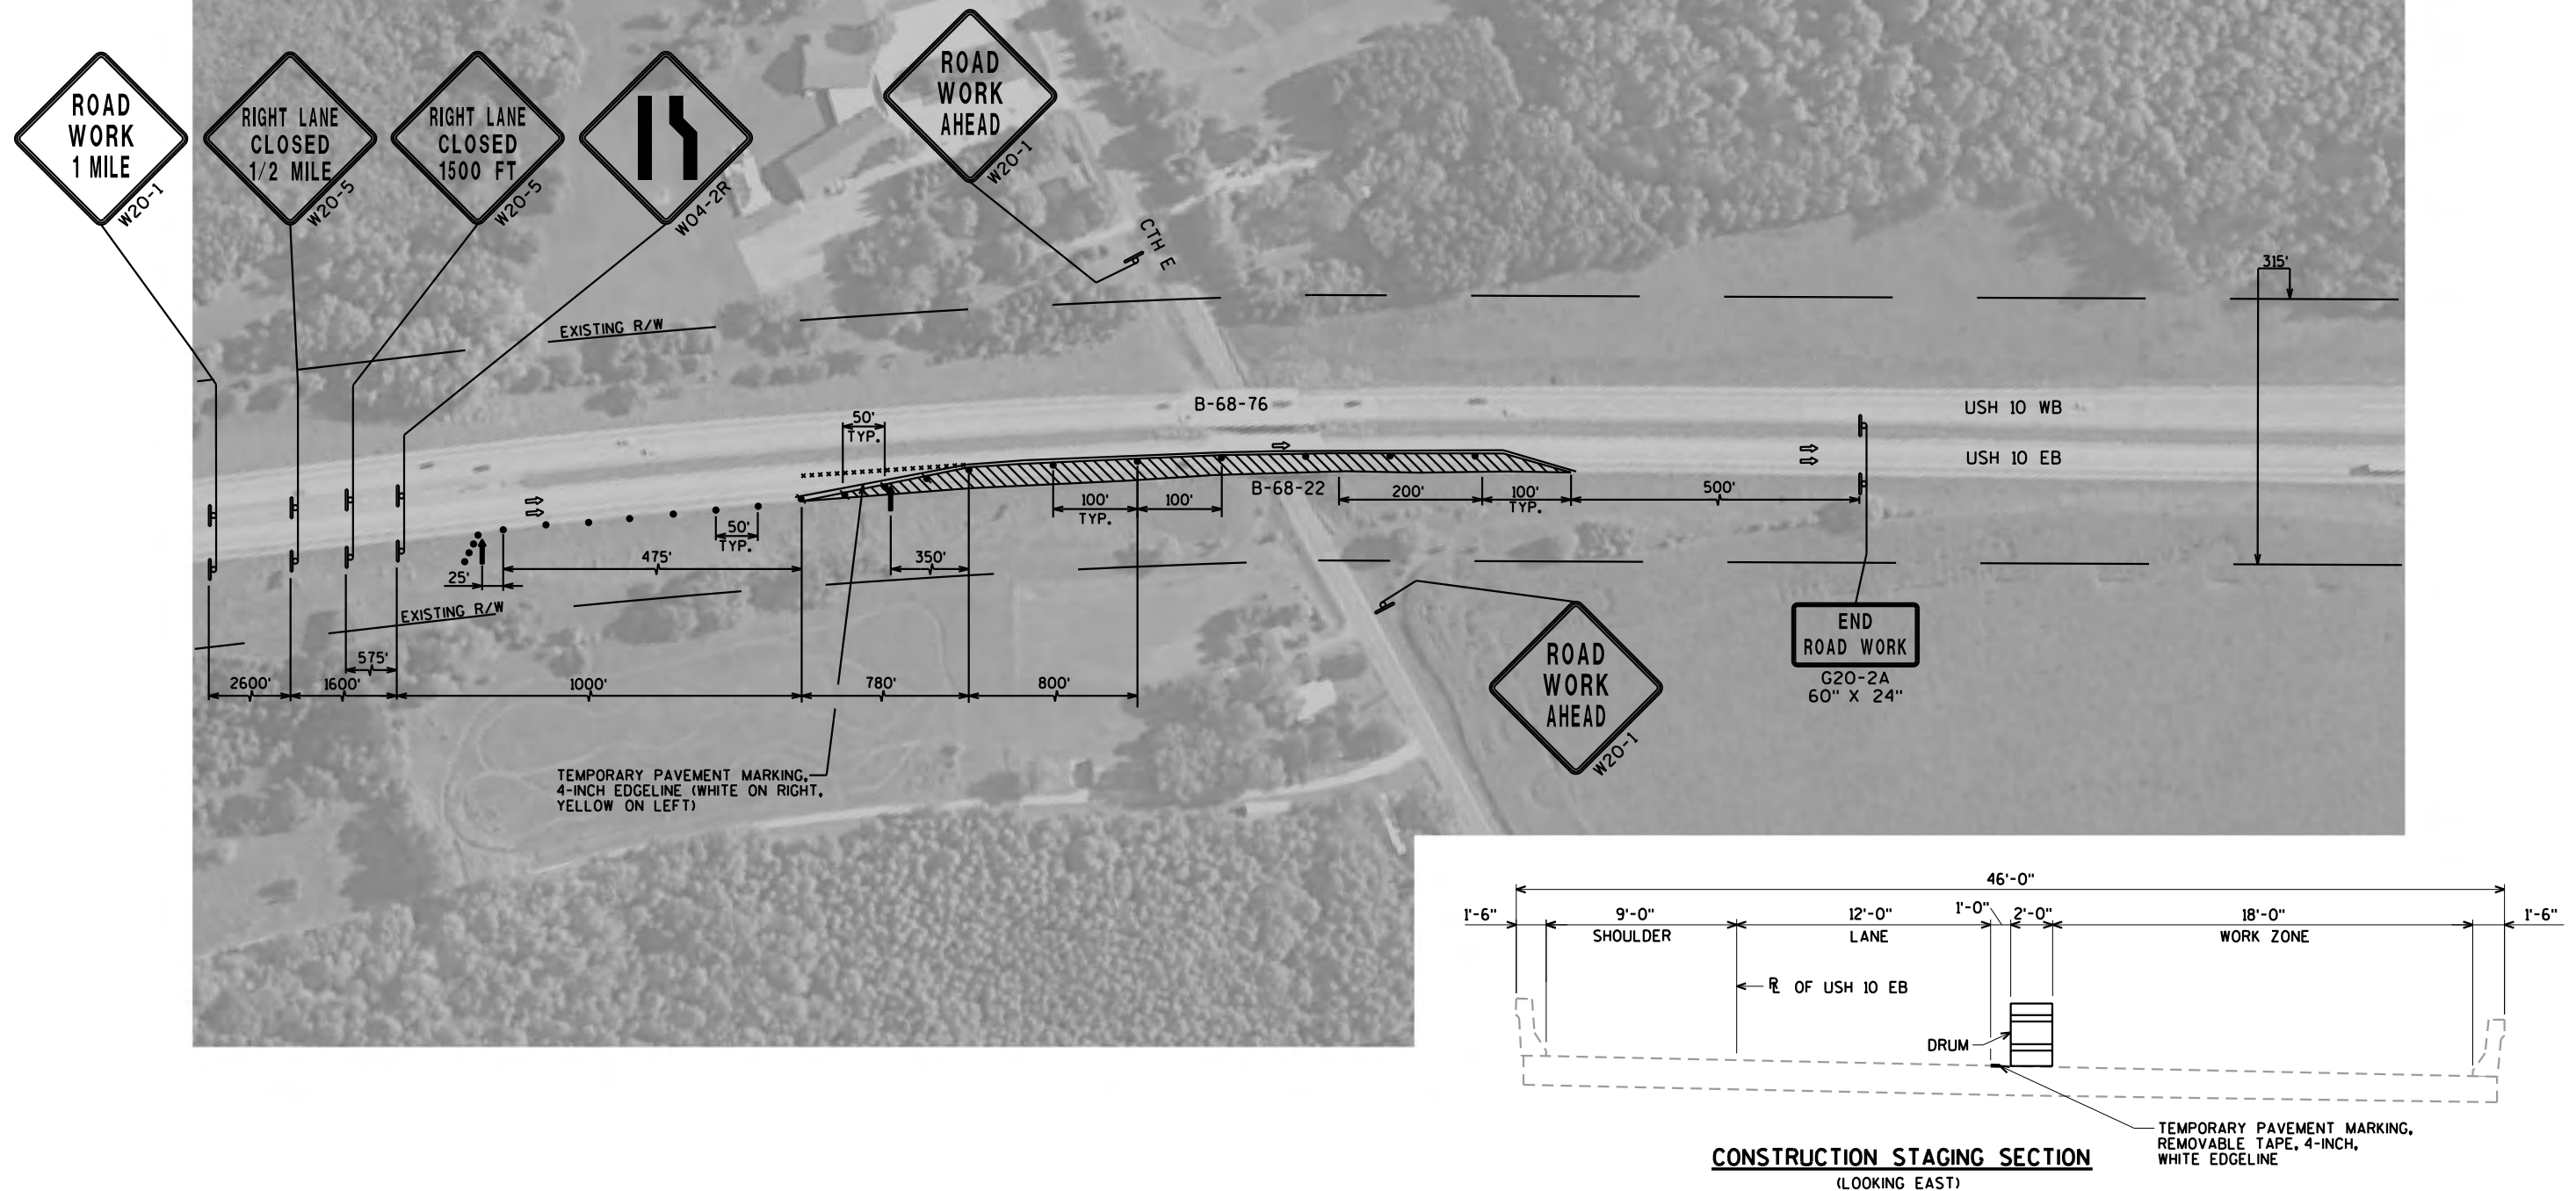 ROAD
WORK
1 MILE
W20-1
RIGHT LANE
CLOSED
1/2 MILE
W20-5
RIGHT LANE
CLOSED
1500 FT
W20-5
W04-2R
ROAD
WORK
AHEAD
W20-1
CTH E
315'
EXISTING R/W
B-68-76
USH 10 WB
50'
TYP.
USH 10 EB
B-68-22
100'
TYP.
100'
200'
100'
TYP.
500'
50'
TYP.
475'
350'
25'
EXISTING R/W
575'
2600'
1600'
1000'
780'
800'
ROAD
WORK
AHEAD
W20-1
END
ROAD WORK
G20-2A
60" X 24"
TEMPORARY PAVEMENT MARKING,
4-INCH EDGELINE (WHITE ON RIGHT,
YELLOW ON LEFT)
46'-0"
1'-6"
9'-0"
SHOULDER
12'-0"
LANE
1'-0"
2'-0"
18'-0"
WORK ZONE
1'-6"
RL OF USH 10 EB
DRUM
TEMPORARY PAVEMENT MARKING,
REMOVABLE TAPE, 4-INCH,
WHITE EDGELINE
CONSTRUCTION STAGING SECTION
(LOOKING EAST)